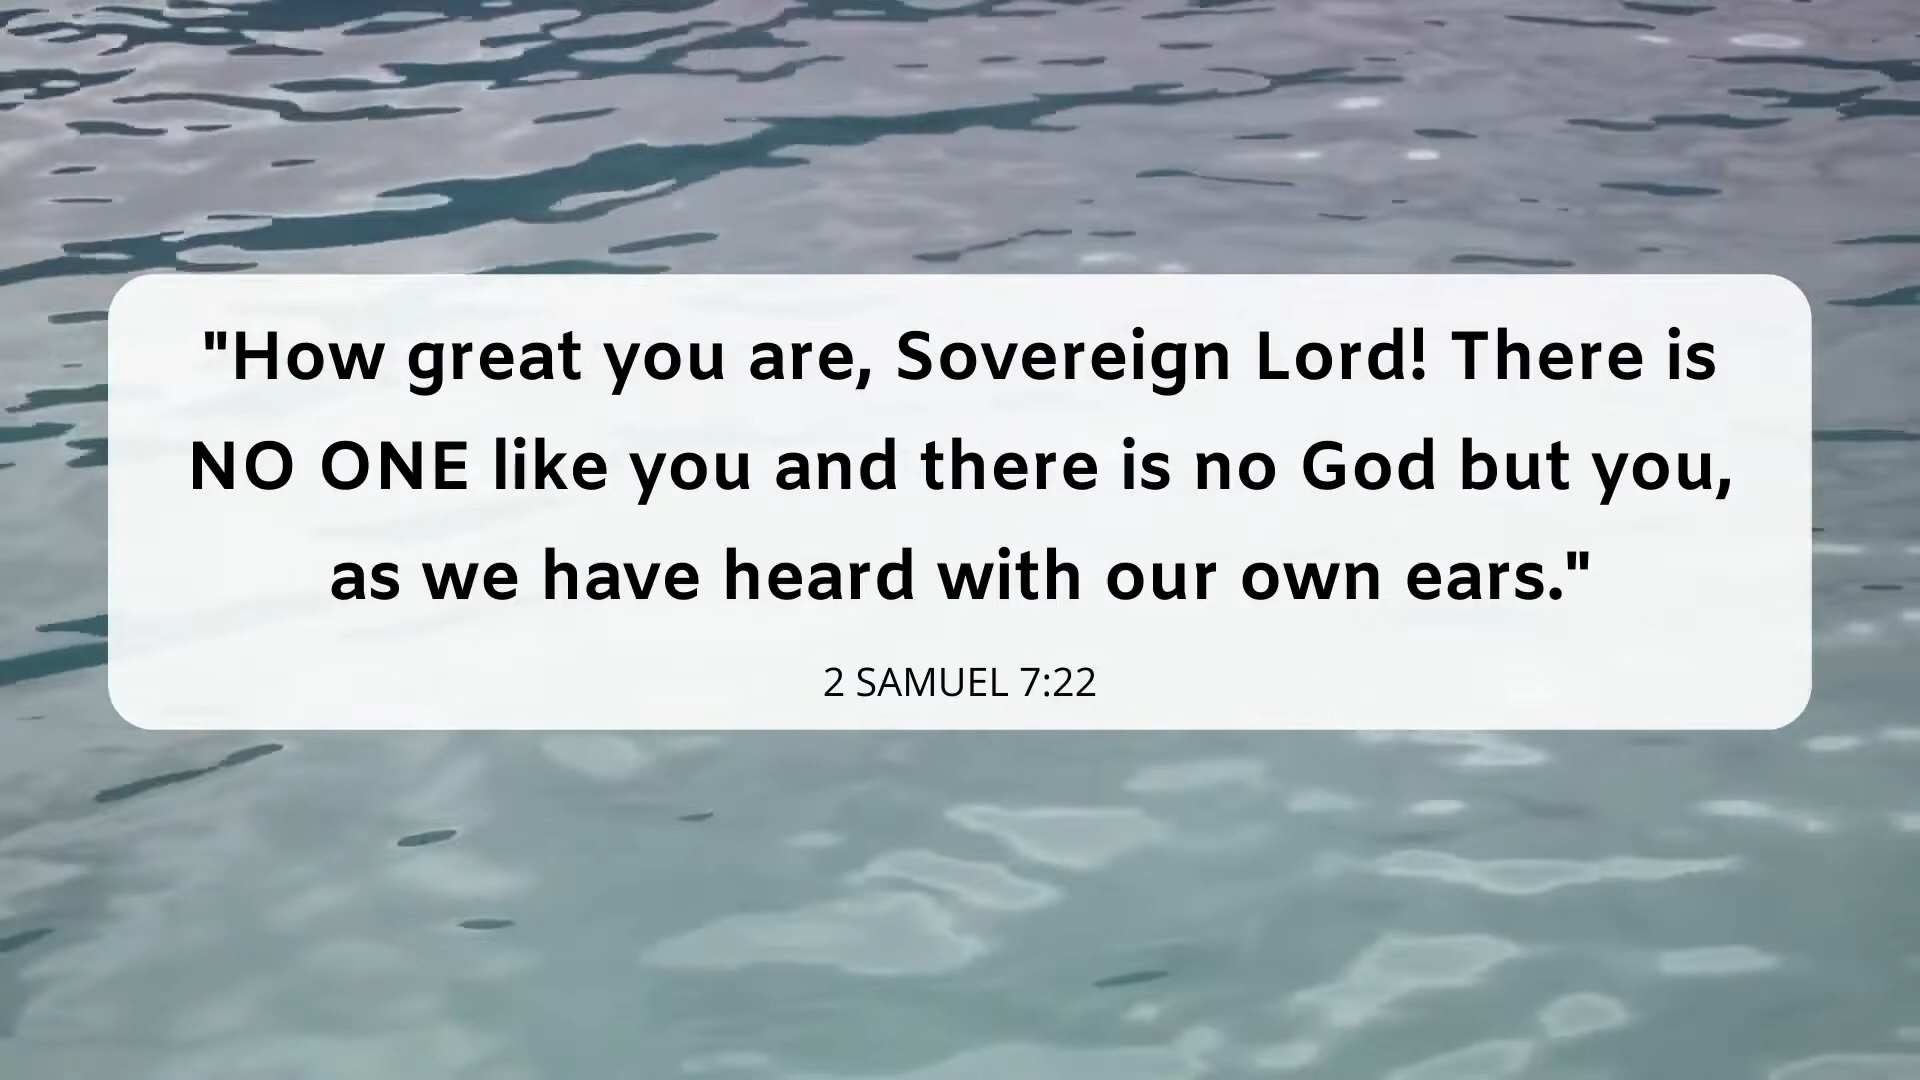 "How great you are, Sovereign Lord! There is
NO ONE like you and there is no God but you,
as we have heard with our own ears."
2 SAMUEL 7:22